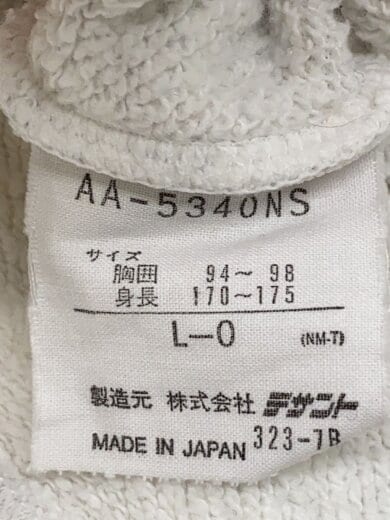 AA-5340NS
サイズ
胸囲 94～98
身長 170～175
L-O (NM-T)
製造元 株式会社 デサント
MADE IN JAPAN 323-7B